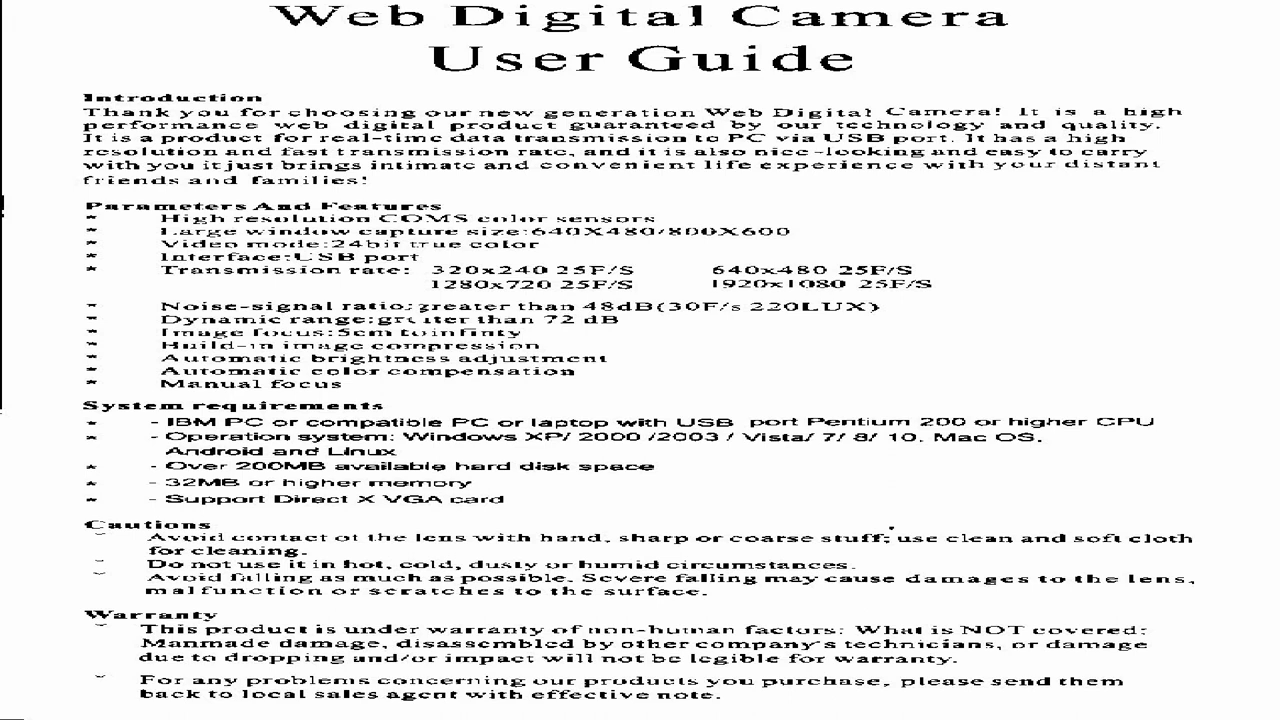 Web Digital Camera
User Guide
Introduction
Thank you for choosing our new generation Web Digital Camera! It is a high
performance web digital product guaranteed by our technology and quality.
It is a product for real-time data transmission to PC via USB port. It has a high
resolution and fast transmission rate, and it is also nice-looking and easy to carry
with you it just brings intimate and convenient life experience with your distant
friends and families!
Parameters And Features
* High resolution COMS color sensors
* Large window capture size:640X480/800X600
* Video mode:24bit true color
* Interface:USB port
* Transmission rate: 320x240 25F/S 640x480 25F/S
1280x720 25F/S 1920x1080 25F/S
* Noise-signal ratio:greater than 48dB(30F/s 220LUX)
* Dynamic range:greater than 72 dB
* Image focus:5cm to infinty
* Build-in image compression
* Automatic brightness adjustment
* Automatic color compensation
* Manual focus
System requirements
* - IBM PC or compatible PC or laptop with USB port Pentium 200 or higher CPU
* - Operation system: Windows XP/ 2000 /2003 / Vista/ 7/ 8/ 10. Mac OS.
Android and Linux
* - Over 200MB available hard disk space
* - 32MB or higher memory
* - Support Direct X VGA card
Cautions
Avoid contact of the lens with hand, sharp or coarse stuff; use clean and soft cloth
for cleaning.
Do not use it in hot, cold, dusty or humid circumstances.
Avoid falling as much as possible. Severe falling may cause damages to the lens,
malfunction or scratches to the surface.
Warranty
This product is under warranty of non-human factors: What is NOT covered:
Manmade damage, disassembled by other company's technicians, or damage
due to dropping and/or impact will not be legible for warranty.
For any problems concerning our products you purchase, please send them
back to local sales agent with effective note.